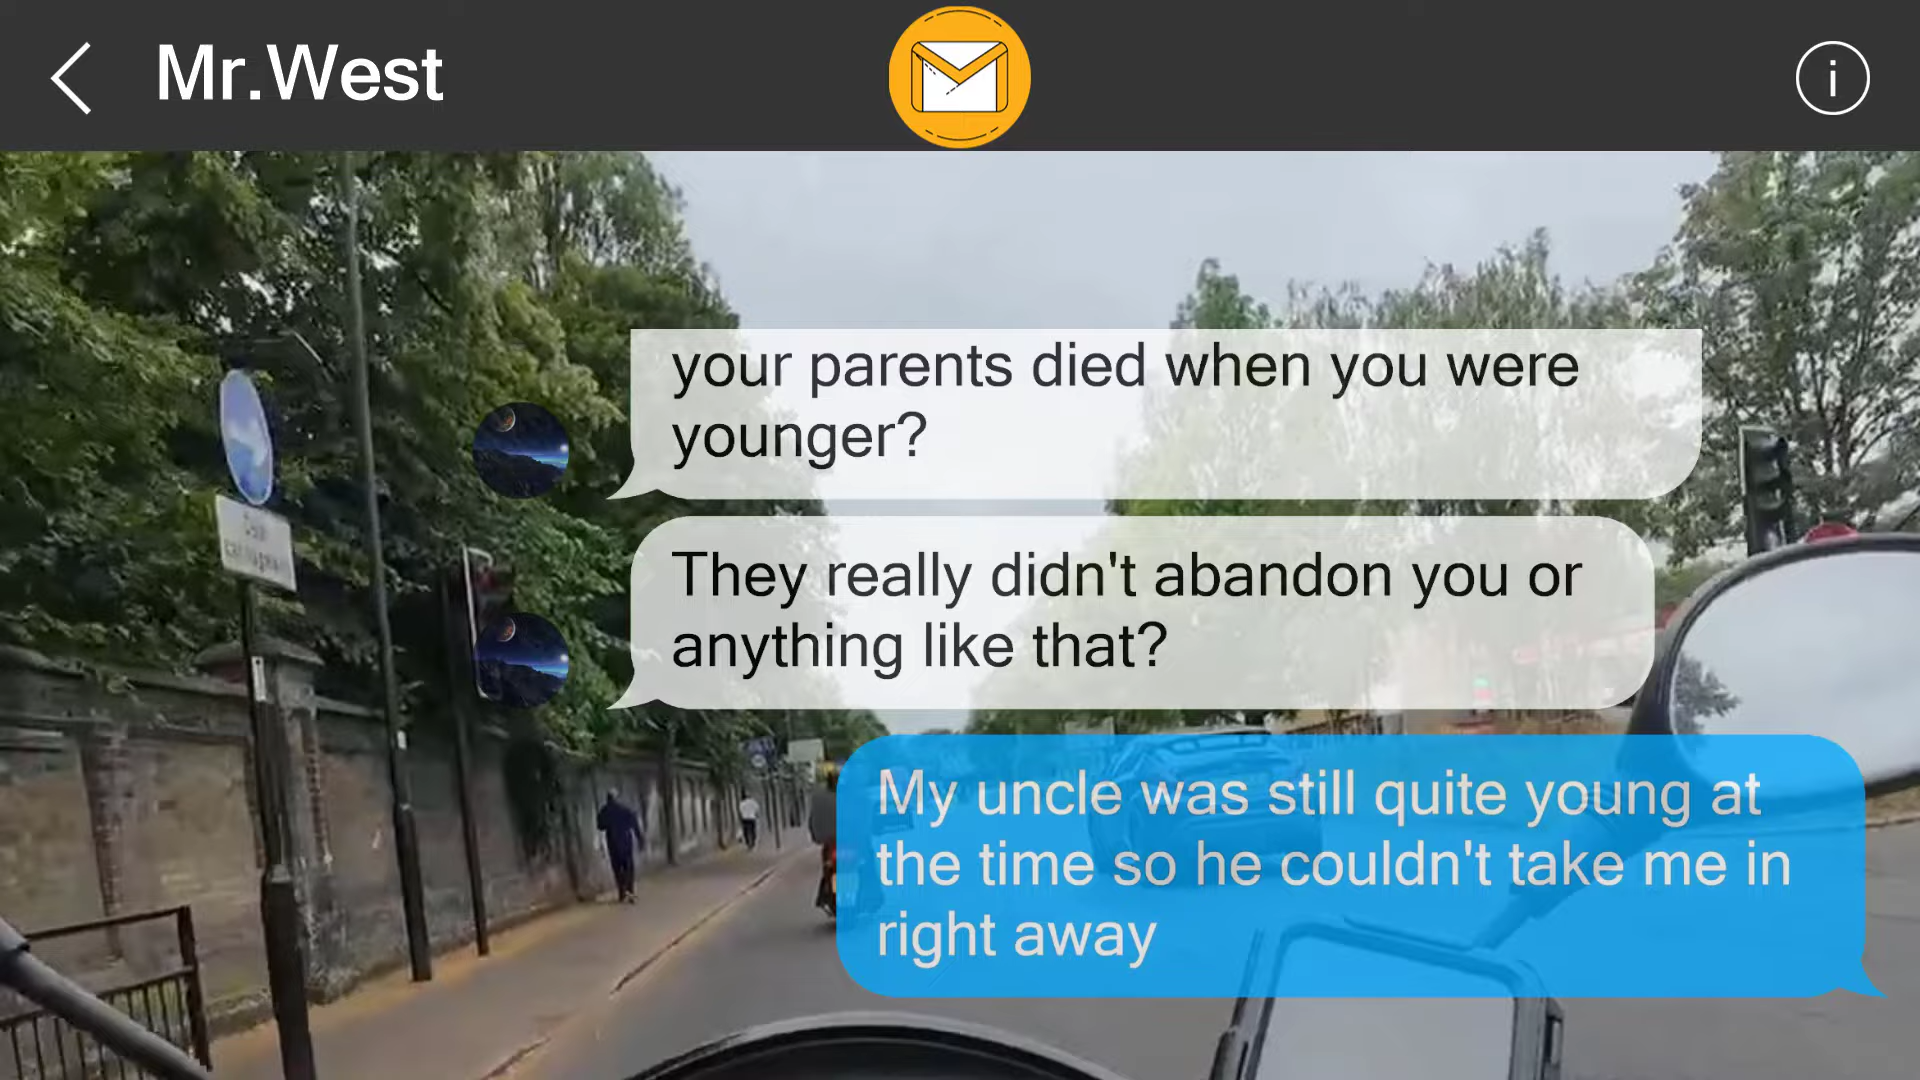 Mr.West
your parents died when you were
younger?
They really didn't abandon you or
anything like that?
My uncle was still quite young at
the time so he couldn't take me in
right away